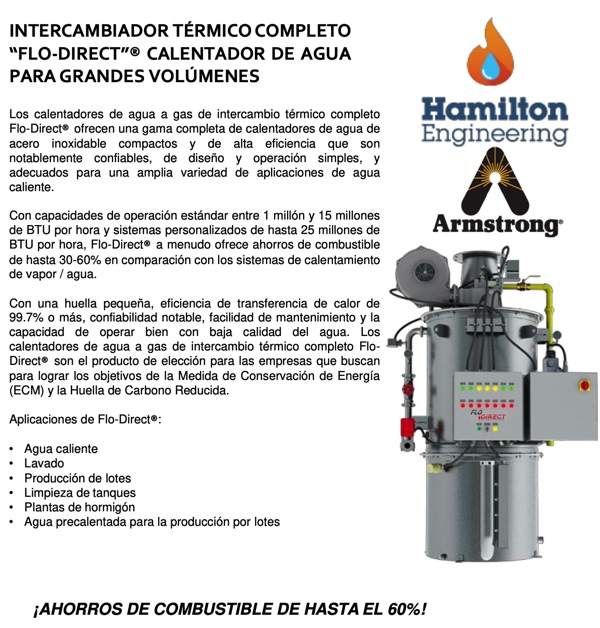 INTERCAMBIADOR TÉRMICO COMPLETO
“FLO-DIRECT”® CALENTADOR DE AGUA
PARA GRANDES VOLÚMENES
Los calentadores de agua a gas de intercambio térmico completo
Flo-Direct® ofrecen una gama completa de calentadores de agua de
acero inoxidable compactos y de alta eficiencia que son
notablemente confiables, de diseño y operación simples, y
adecuados para una amplia variedad de aplicaciones de agua
caliente.
Con capacidades de operación estándar entre 1 millón y 15 millones
de BTU por hora y sistemas personalizados de hasta 25 millones de
BTU por hora, Flo-Direct® a menudo ofrece ahorros de combustible
de hasta 30-60% en comparación con los sistemas de calentamiento
de vapor / agua.
Con una huella pequeña, eficiencia de transferencia de calor de
99.7% o más, confiabilidad notable, facilidad de mantenimiento y la
capacidad de operar bien con baja calidad del agua. Los
calentadores de agua a gas de intercambio térmico completo Flo-
Direct® son el producto de elección para las empresas que buscan
para lograr los objetivos de la Medida de Conservación de Energía
(ECM) y la Huella de Carbono Reducida.
Aplicaciones de Flo-Direct®:
• Agua caliente
• Lavado
• Producción de lotes
• Limpieza de tanques
• Plantas de hormigón
• Agua precalentada para la producción por lotes
¡AHORROS DE COMBUSTIBLE DE HASTA EL 60%!
Hamilton
Engineering
Armstrong®
FLO
DIRECT